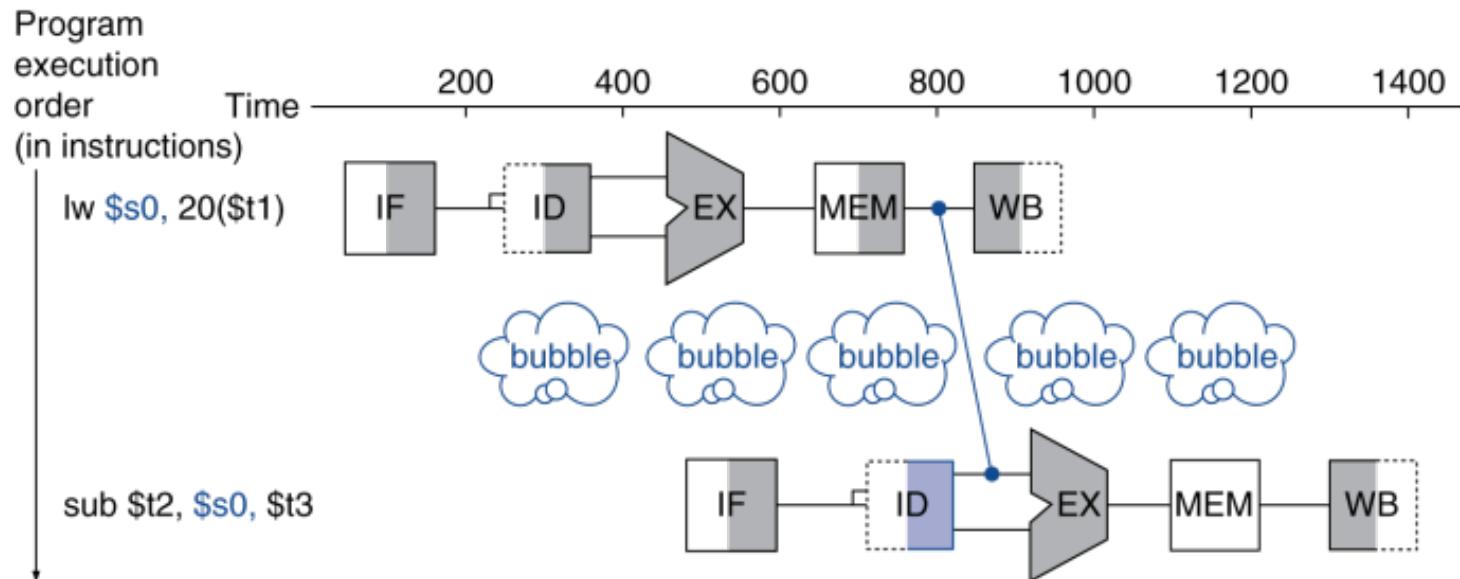 Program
execution
order
(in instructions)
Time
200 400 600 800 1000 1200 1400
lw $s0, 20($t1)
IF ID EX MEM WB
bubble bubble bubble bubble bubble
sub $t2, $s0, $t3
IF ID EX MEM WB